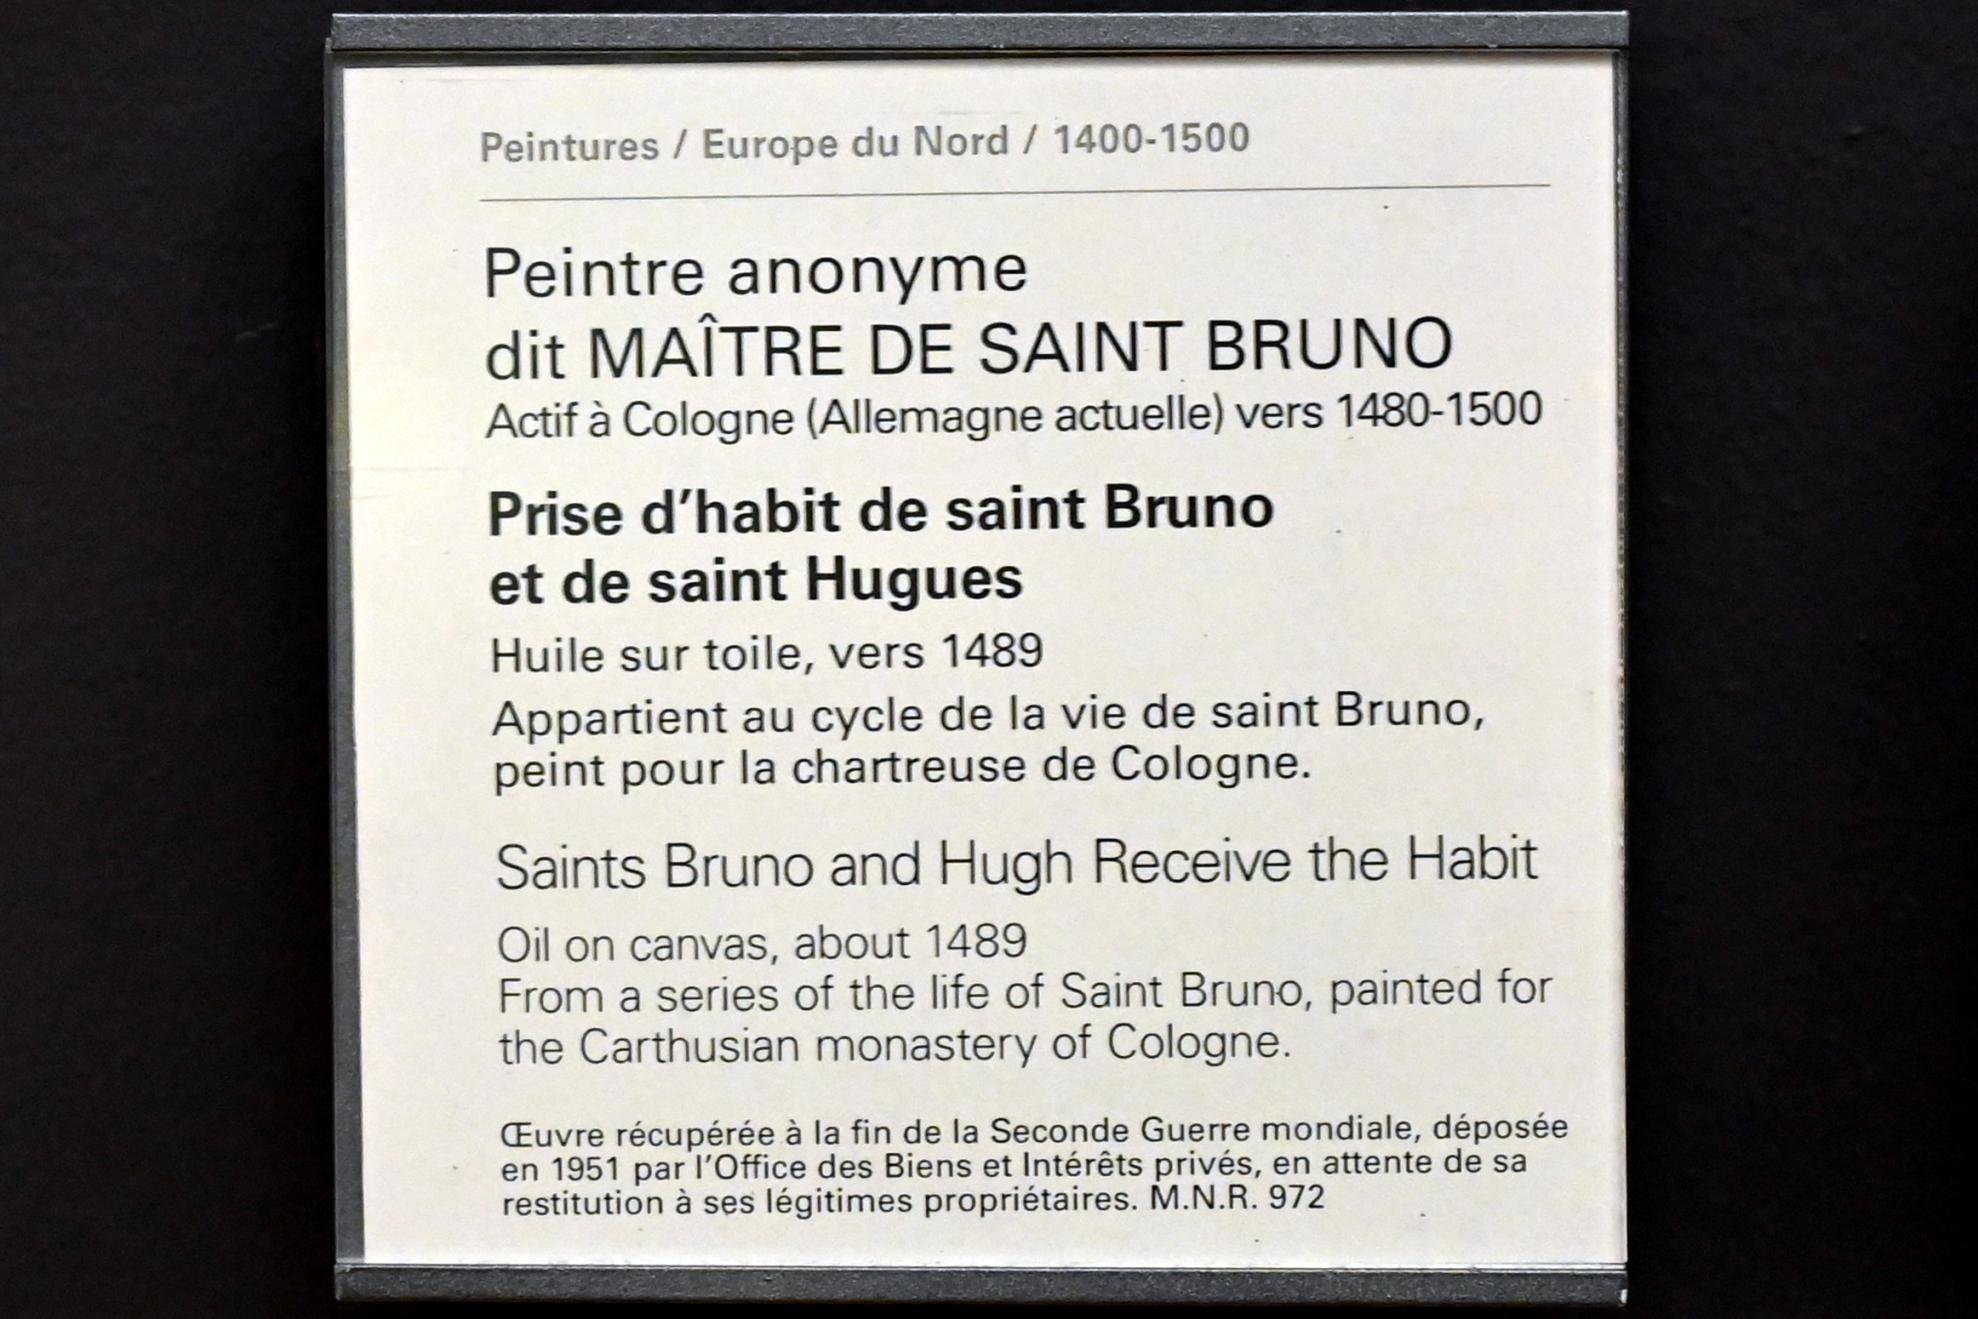 Peintures / Europe du Nord / 1400-1500
Peintre anonyme
dit MAÎTRE DE SAINT BRUNO
Actif à Cologne (Allemagne actuelle) vers 1480-1500
Prise d'habit de saint Bruno
et de saint Hugues
Huile sur toile, vers 1489
Appartient au cycle de la vie de saint Bruno,
peint pour la chartreuse de Cologne.
Saints Bruno and Hugh Receive the Habit
Oil on canvas, about 1489
From a series of the life of Saint Bruno, painted for
the Carthusian monastery of Cologne.
Œuvre récupérée à la fin de la Seconde Guerre mondiale, déposée
en 1951 par l'Office des Biens et Intérêts privés, en attente de sa
restitution à ses légitimes propriétaires. M.N.R. 972